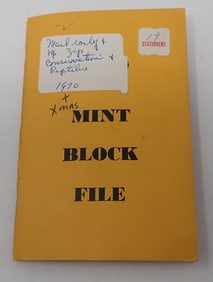 Mail early &
Mr Zip
Conservation &
Reptiles
1970
+
XMAS
19
STATIONERY
MINT
BLOCK
FILE